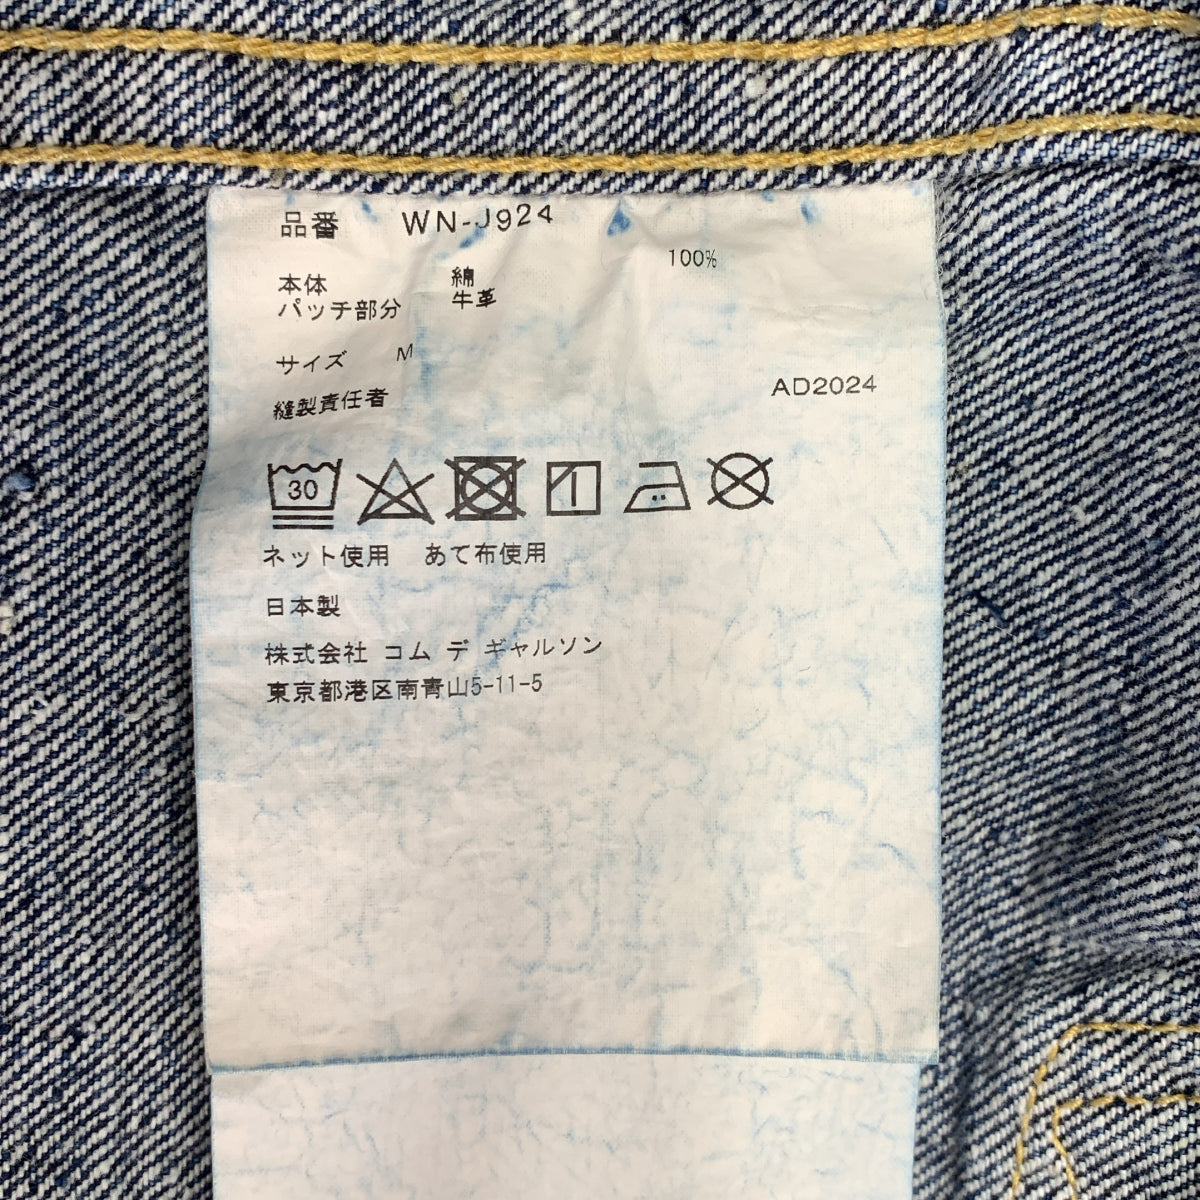 品番 WN-J924
本体 綿 100%
パッチ部分 牛革
サイズ M
縫製責任者 AD2024
30
ネット使用 あて布使用
日本製
株式会社 コム デ ギャルソン
東京都港区南青山5-11-5